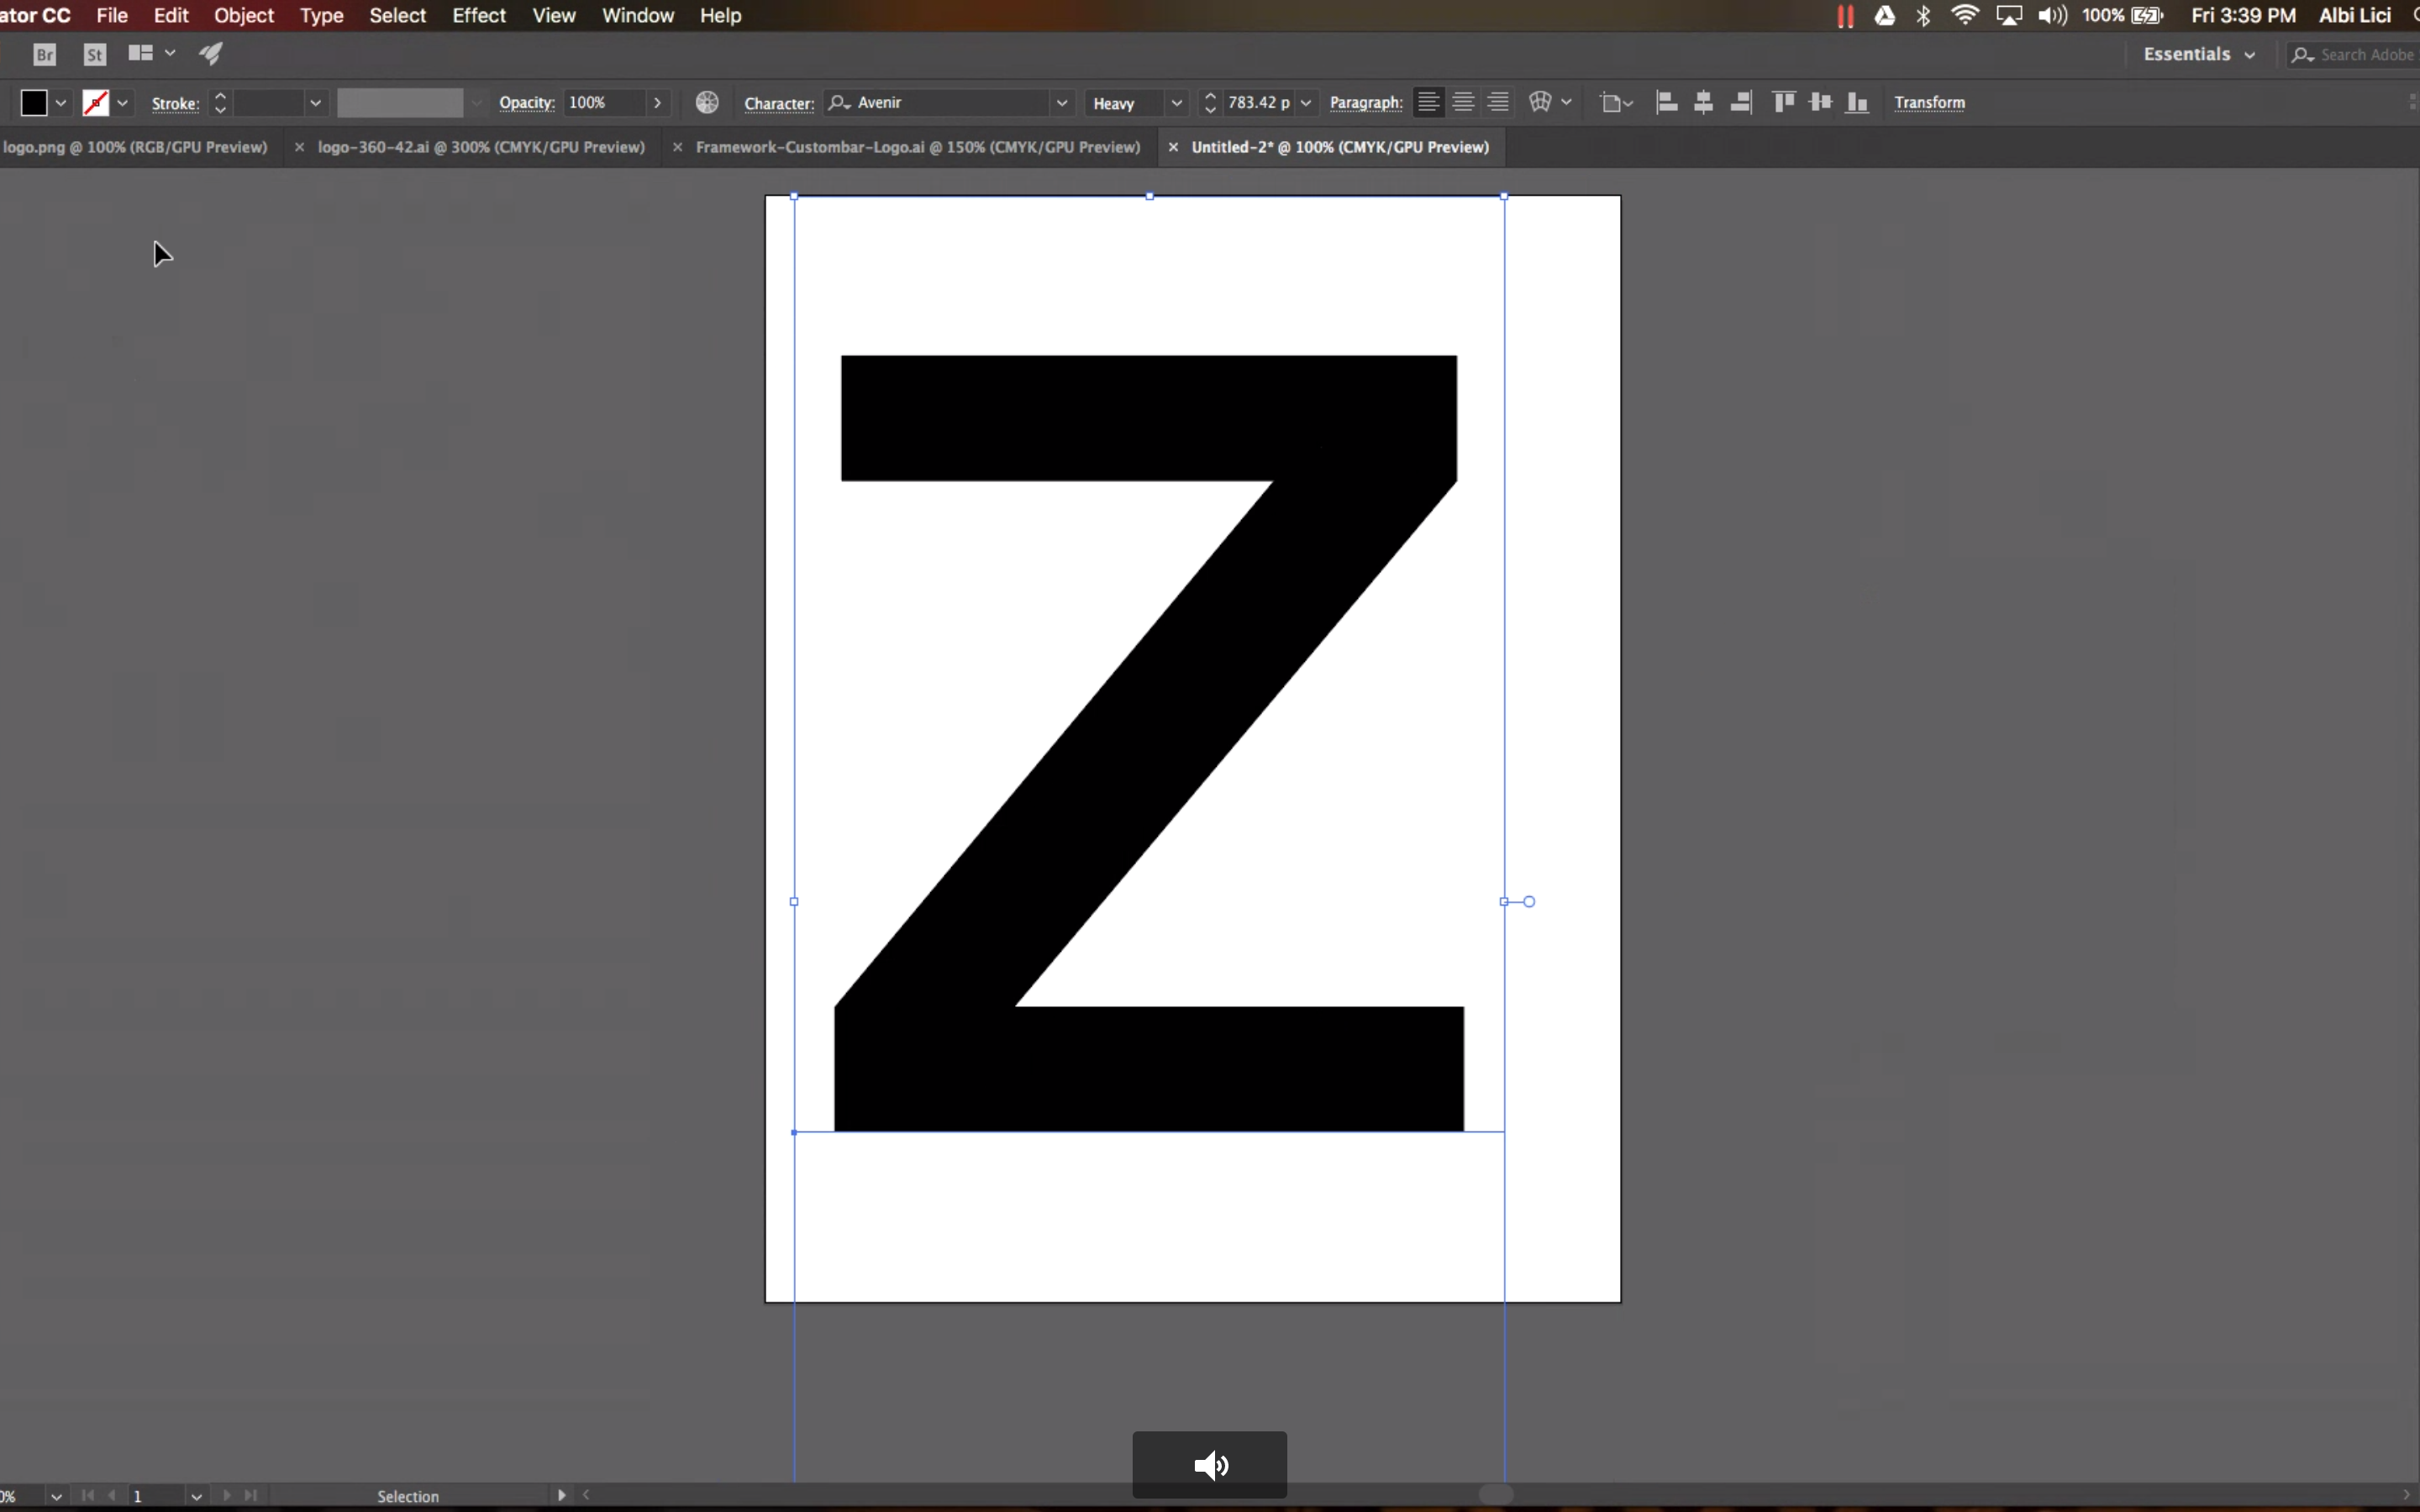 ator CC File Edit Object Type Select Effect View Window Help 100% Fri 3:39 PM Albi Lici
Br St Essentials Search Adobe
Stroke: Opacity: 100% Character: Avenir Heavy 783.42 p Paragraph: Transform
logo.png @ 100% (RGB/GPU Preview) × logo-360-42.ai @ 300% (CMYK/GPU Preview) × Framework-Custombar-Logo.ai @ 150% (CMYK/GPU Preview) × Untitled-2* @ 100% (CMYK/GPU Preview)
Z
0% 1 Selection